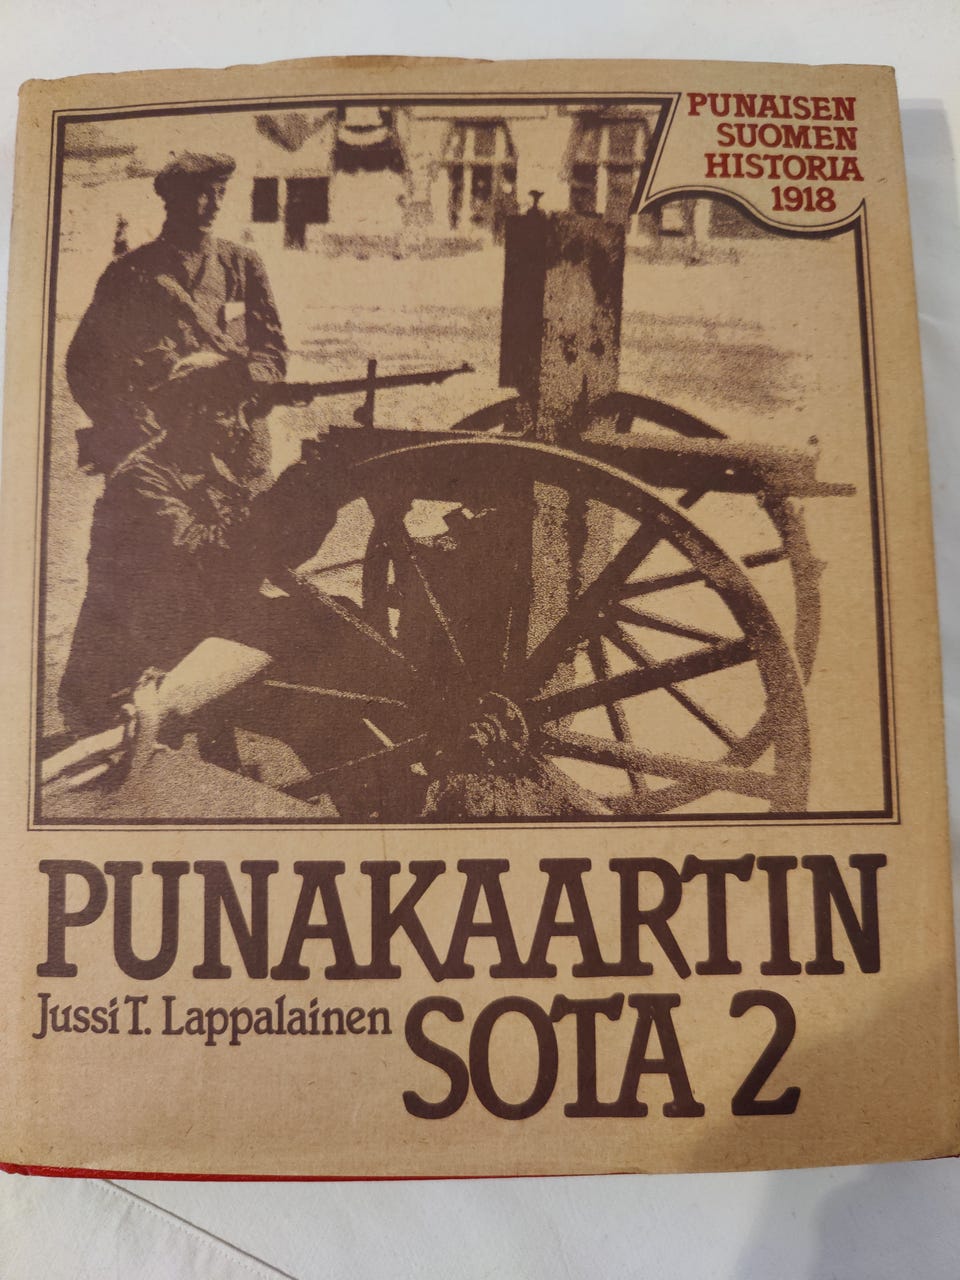 PUNAISEN
SUOMEN
HISTORIA
1918
PUNAKAARTIN
Jussi T. Lappalainen
SOTA 2